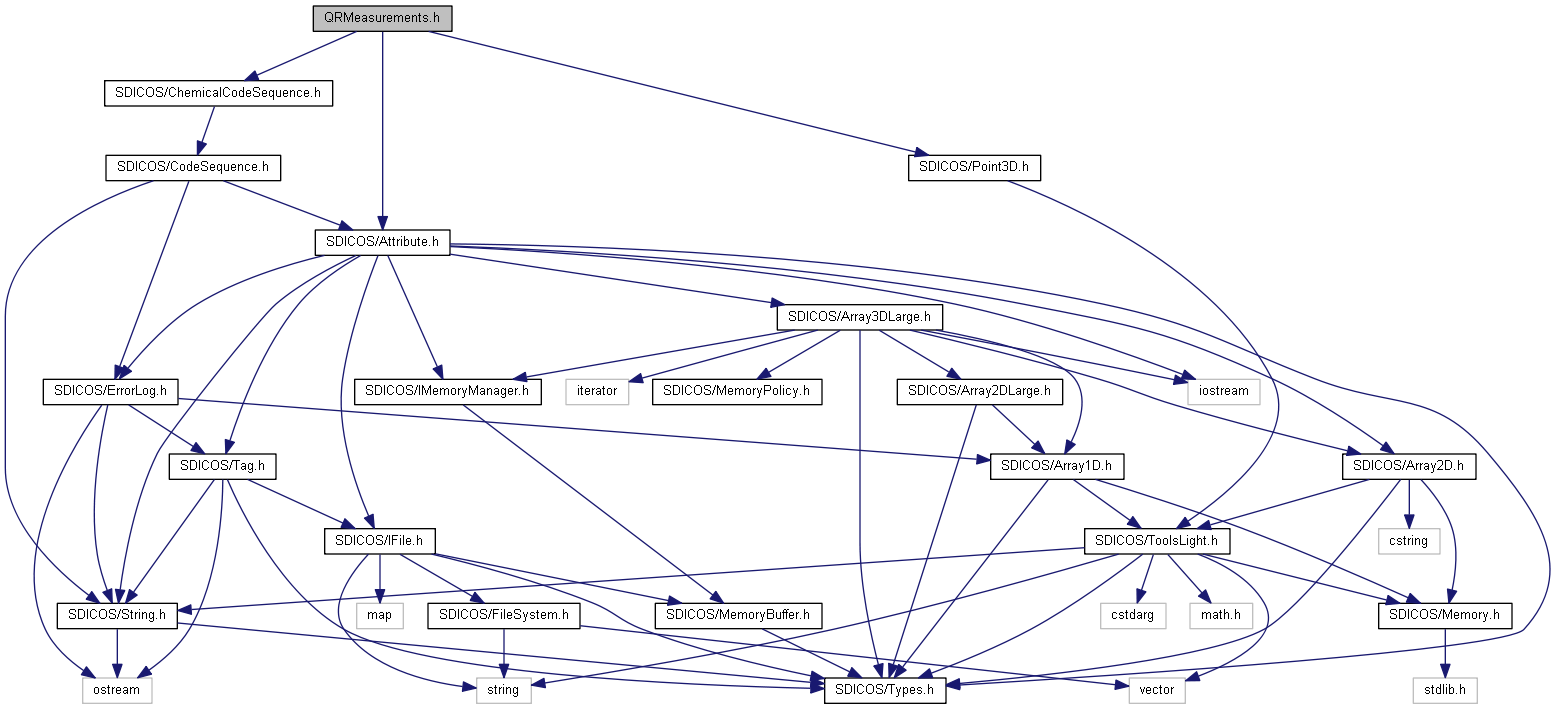 QRMeasurements.h
SDICOS/ChemicalCodeSequence.h
SDICOS/CodeSequence.h
SDICOS/Point3D.h
SDICOS/Attribute.h
SDICOS/Array3DLarge.h
SDICOS/ErrorLog.h
SDICOS/IMemoryManager.h
iterator
SDICOS/MemoryPolicy.h
SDICOS/Array2DLarge.h
iostream
SDICOS/Tag.h
SDICOS/Array1D.h
SDICOS/Array2D.h
SDICOS/IFile.h
SDICOS/ToolsLight.h
cstring
SDICOS/String.h
map
SDICOS/FileSystem.h
SDICOS/MemoryBuffer.h
cstdarg
math.h
SDICOS/Memory.h
ostream
string
SDICOS/Types.h
vector
stdlib.h